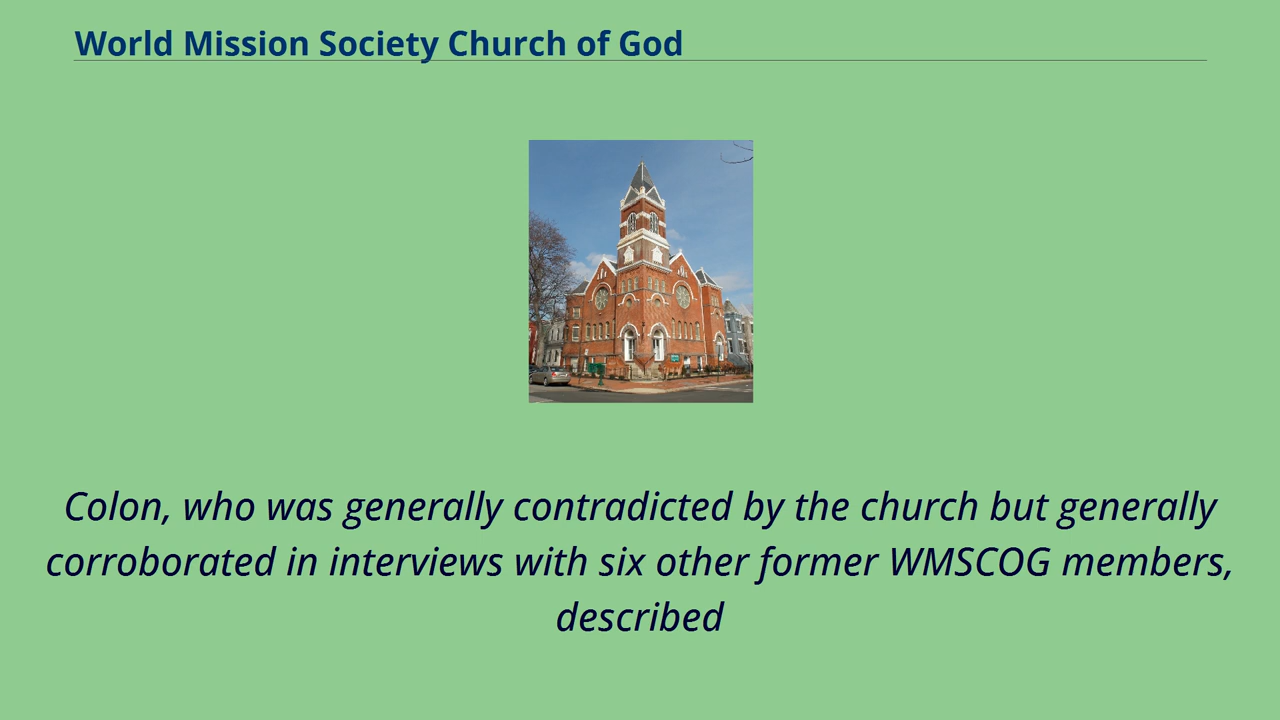 World Mission Society Church of God
Colon, who was generally contradicted by the church but generally
corroborated in interviews with six other former WMSCOG members,
described